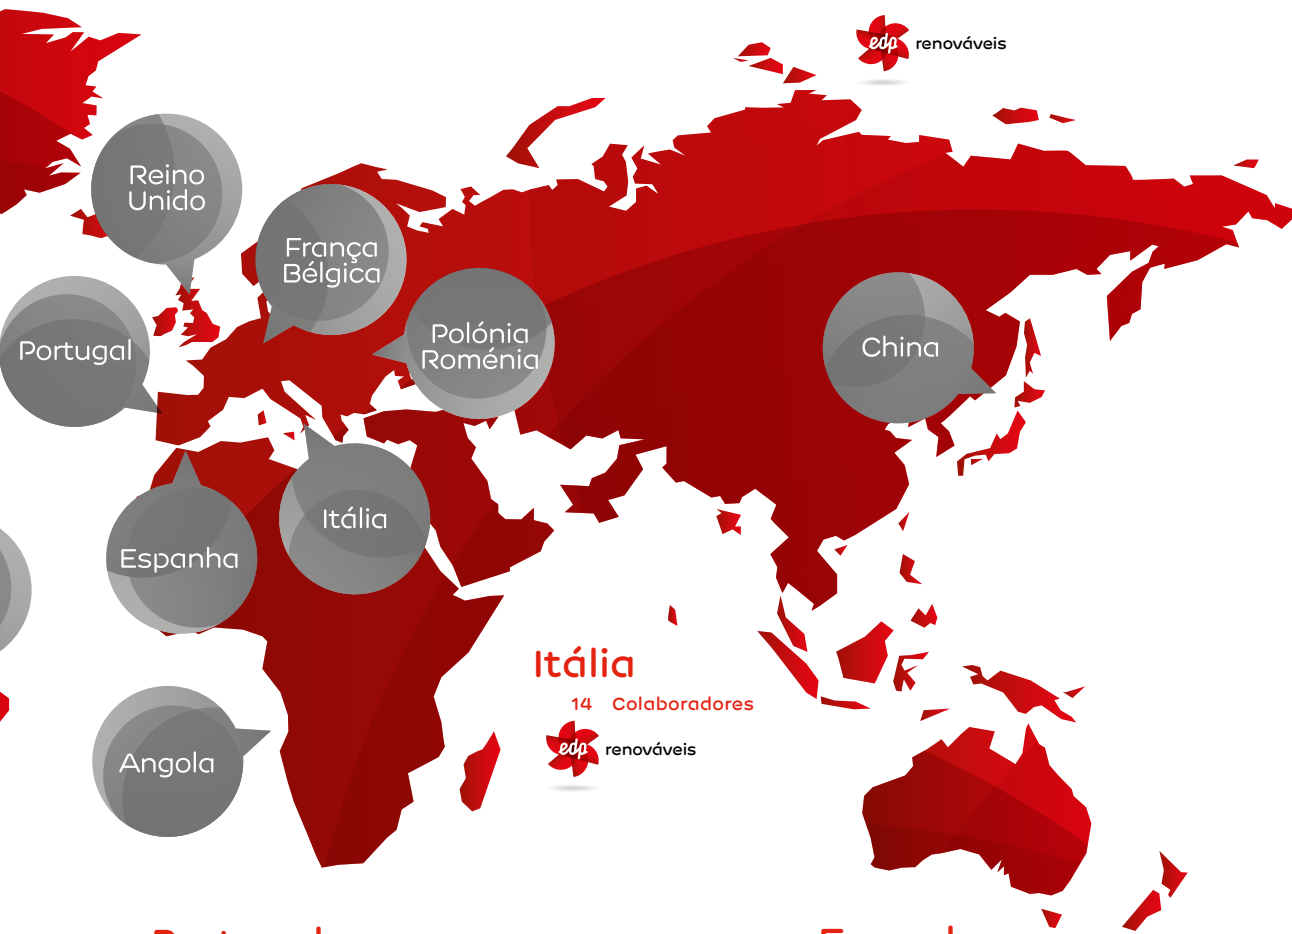 edp renováveis
Reino
Unido
França
Bélgica
Polónia
Roménia
Portugal
China
Itália
Espanha
Itália
14 Colaboradores
edp renováveis
Angola